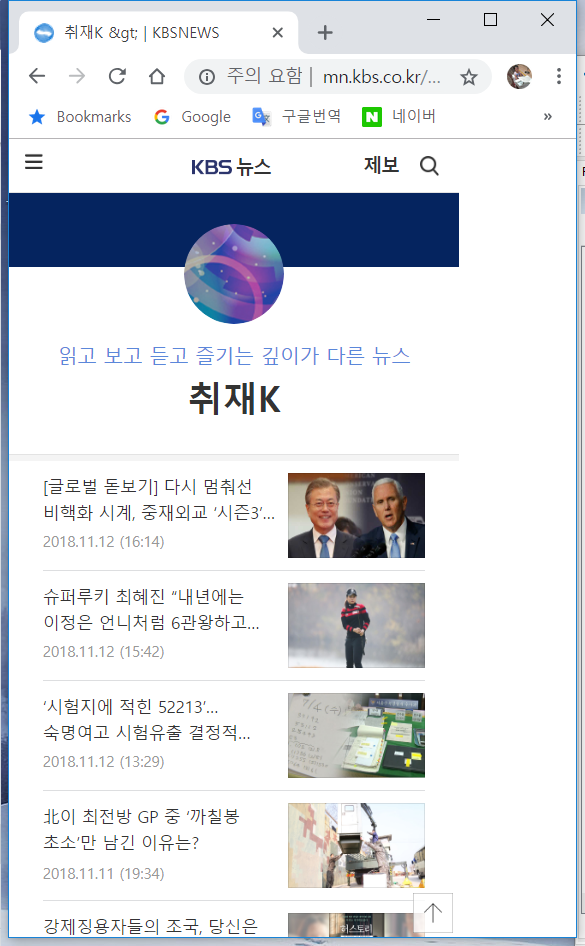 취재K &gt; | KBSNEWS
주의 요함 | mn.kbs.co.kr/...
Bookmarks Google 구글번역 네이버 »
KBS 뉴스 제보
읽고 보고 듣고 즐기는 깊이가 다른 뉴스
취재K
[글로벌 돋보기] 다시 멈춰선
비핵화 시계, 중재외교 ‘시즌3’...
2018.11.12 (16:14)
슈퍼루키 최혜진 “내년에는
이정은 언니처럼 6관왕하고...
2018.11.12 (15:42)
‘시험지에 적힌 52213’...
숙명여고 시험유출 결정적...
2018.11.12 (13:29)
7/4 (수)
북이 최전방 GP 중 ‘까칠봉
초소’만 남긴 이유는?
2018.11.11 (19:34)
강제징용자들의 조국, 당신은
허스토리